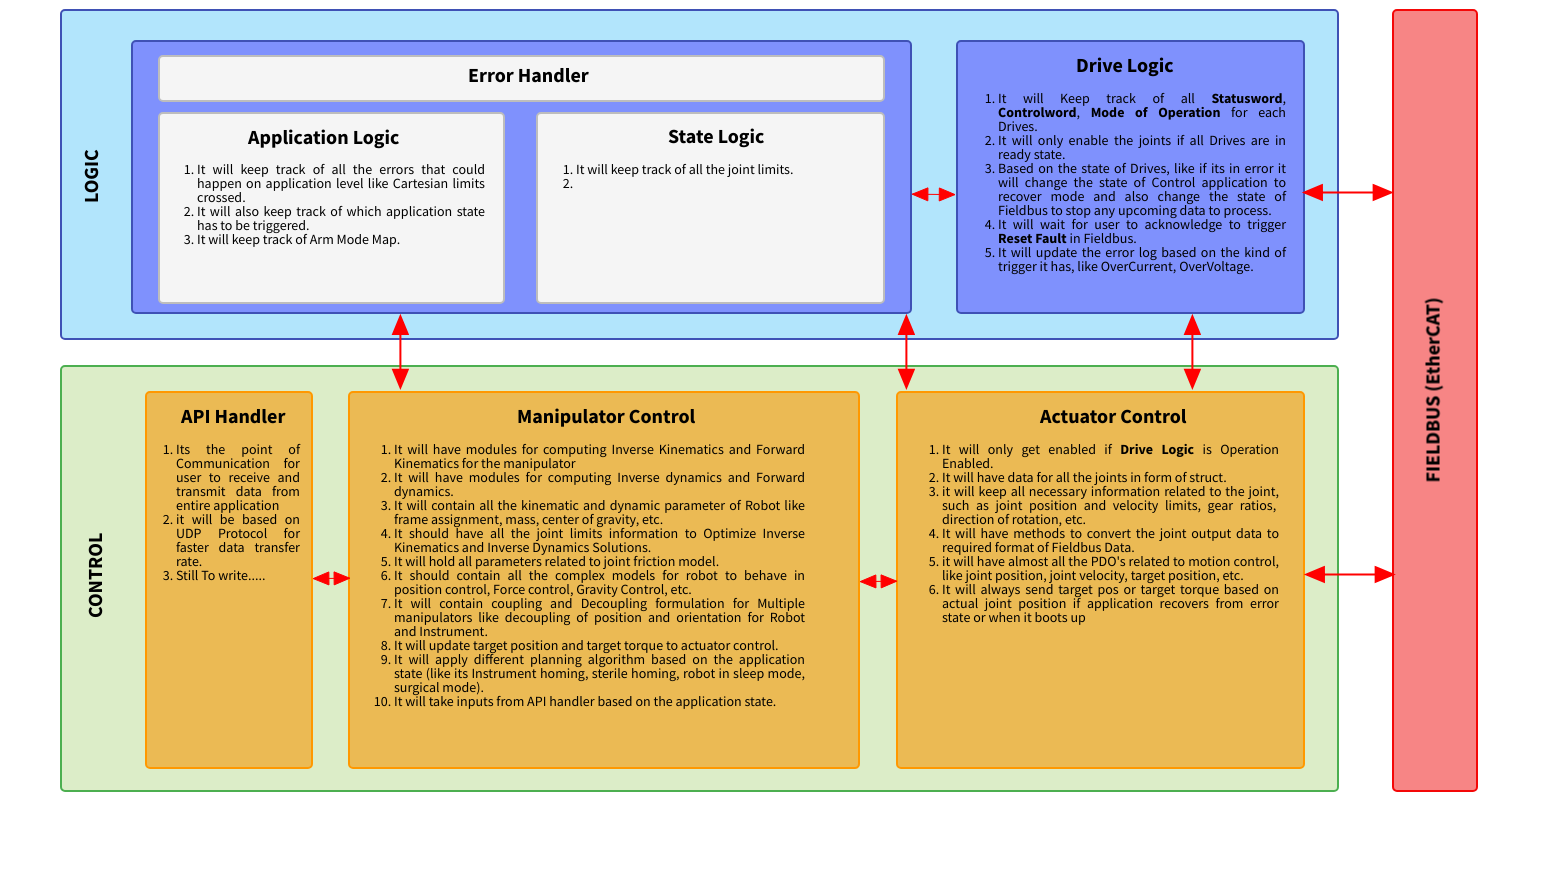 LOGIC
Error Handler
Application Logic
1. It will keep track of all the errors that could
happen on application level like Cartesian limits
crossed.
2. It will also keep track of which application state
has to be triggered.
3. It will keep track of Arm Mode Map.
State Logic
1. It will keep track of all the joint limits.
2.
Drive Logic
1. It will Keep track of all Statusword,
Controlword, Mode of Operation for each
Drives.
2. It will only enable the joints if all Drives are in
ready state.
3. Based on the state of Drives, like if its in error it
will change the state of Control application to
recover mode and also change the state of
Fieldbus to stop any upcoming data to process.
4. It will wait for user to acknowledge to trigger
Reset Fault in Fieldbus.
5. It will update the error log based on the kind of
trigger it has, like OverCurrent, OverVoltage.
CONTROL
API Handler
1. Its the point of
Communication for
user to receive and
transmit data from
entire application
2. it will be based on
UDP Protocol for
faster data transfer
rate.
3. Still To write.....
Manipulator Control
1. It will have modules for computing Inverse Kinematics and Forward
Kinematics for the manipulator
2. It will have modules for computing Inverse dynamics and Forward
dynamics.
3. It will contain all the kinematic and dynamic parameter of Robot like
frame assignment, mass, center of gravity, etc.
4. It should have all the joint limits information to Optimize Inverse
Kinematics and Inverse Dynamics Solutions.
5. It will hold all parameters related to joint friction model.
6. It should contain all the complex models for robot to behave in
position control, Force control, Gravity Control, etc.
7. It will contain coupling and Decoupling formulation for Multiple
manipulators like decoupling of position and orientation for Robot
and Instrument.
8. It will update target position and target torque to actuator control.
9. It will apply different planning algorithm based on the application
state (like its Instrument homing, sterile homing, robot in sleep mode,
surgical mode).
10. It will take inputs from API handler based on the application state.
Actuator Control
1. It will only get enabled if Drive Logic is Operation
Enabled.
2. It will have data for all the joints in form of struct.
3. it will keep all necessary information related to the joint,
such as joint position and velocity limits, gear ratios,
direction of rotation, etc.
4. It will have methods to convert the joint output data to
required format of Fieldbus Data.
5. it will have almost all the PDO's related to motion control,
like joint position, joint velocity, target position, etc.
6. It will always send target pos or target torque based on
actual joint position if application recovers from error
state or when it boots up
FIELDBUS (EtherCAT)